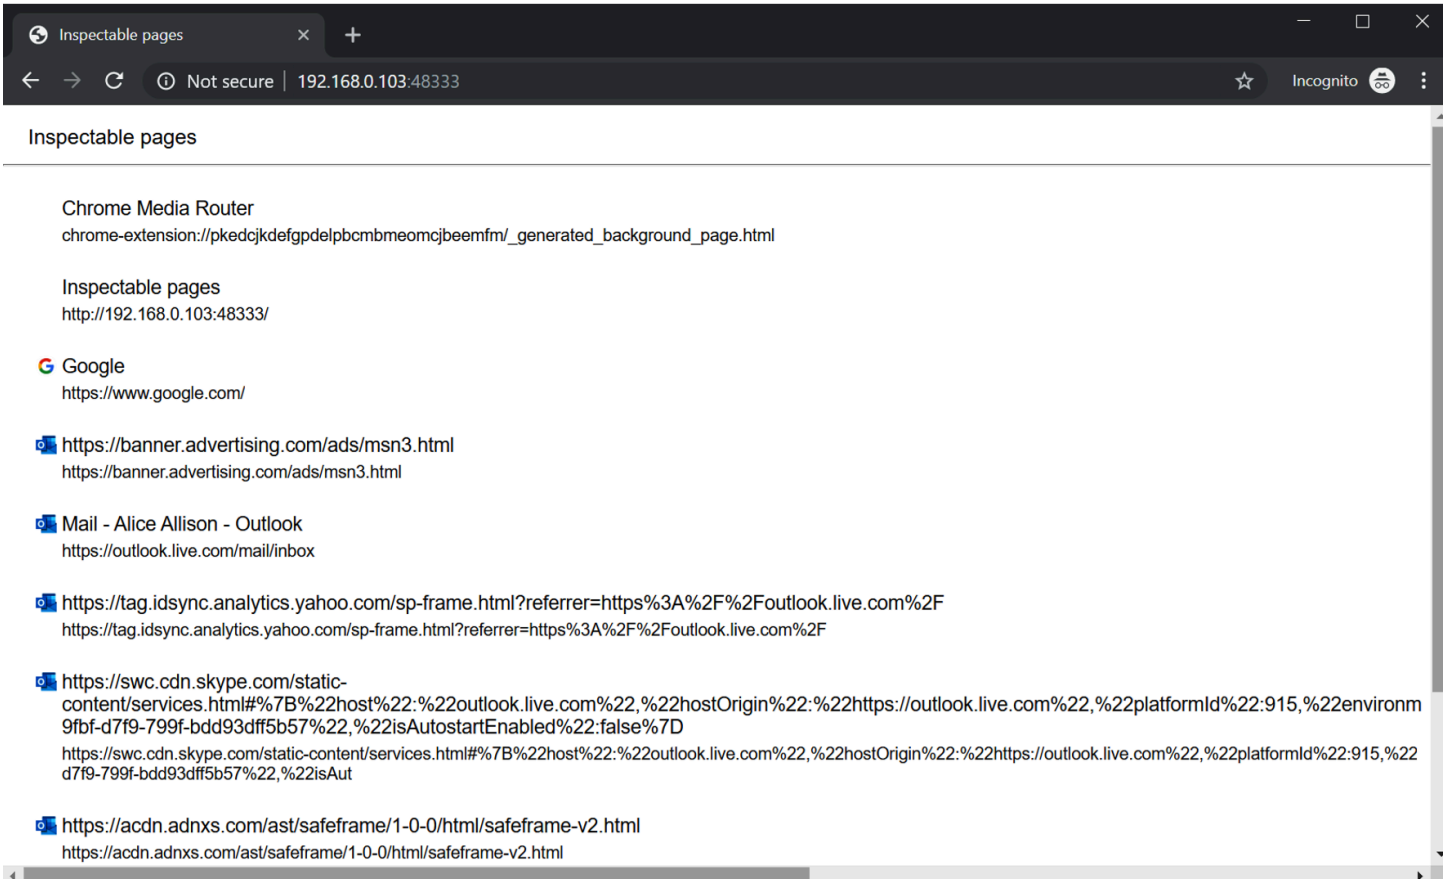 Inspectable pages
Not secure
192.168.0.103:48333
Incognito
Inspectable pages
Chrome Media Router
chrome-extension://pkedcjkdefgpdelpbcmbmeomcjbeemfm/_generated_background_page.html
Inspectable pages
http://192.168.0.103:48333/
Google
https://www.google.com/
https://banner.advertising.com/ads/msn3.html
https://banner.advertising.com/ads/msn3.html
Mail - Alice Allison - Outlook
https://outlook.live.com/mail/inbox
https://tag.idsync.analytics.yahoo.com/sp-frame.html?referrer=https%3A%2F%2Foutlook.live.com%2F
https://tag.idsync.analytics.yahoo.com/sp-frame.html?referrer=https%3A%2F%2Foutlook.live.com%2F
https://swc.cdn.skype.com/static-
content/services.html#%7B%22host%22:%22outlook.live.com%22,%22hostOrigin%22:%22https://outlook.live.com%22,%22platformId%22:915,%22environm
9fbf-d7f9-799f-bdd93dff5b57%22,%22isAutostartEnabled%22:false%7D
https://swc.cdn.skype.com/static-content/services.html#%7B%22host%22:%22outlook.live.com%22,%22hostOrigin%22:%22https://outlook.live.com%22,%22platformId%22:915,%22
d7f9-799f-bdd93dff5b57%22,%22isAut
https://acdn.adnxs.com/ast/safeframe/1-0-0/html/safeframe-v2.html
https://acdn.adnxs.com/ast/safeframe/1-0-0/html/safeframe-v2.html